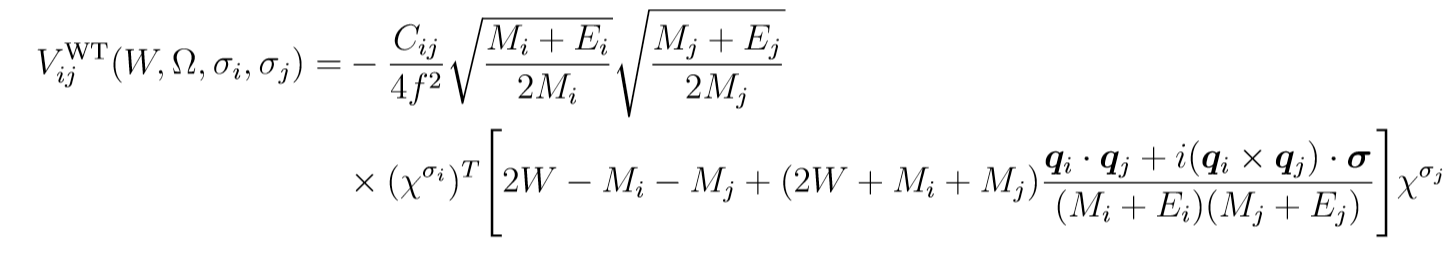 $V_{ij}^{\mathrm{WT}}(W,\Omega,\sigma_i,\sigma_j) = -\frac{C_{ij}}{4f^2}\sqrt{\frac{M_i+E_i}{2M_i}}\sqrt{\frac{M_j+E_j}{2M_j}}$
$\times (\chi^{\sigma_i})^T\left[2W-M_i-M_j+(2W+M_i+M_j)\frac{\boldsymbol{q}_i\cdot\boldsymbol{q}_j+i(\boldsymbol{q}_i\times\boldsymbol{q}_j)\cdot\boldsymbol{\sigma}}{(M_i+E_i)(M_j+E_j)}\right]\chi^{\sigma_j}$